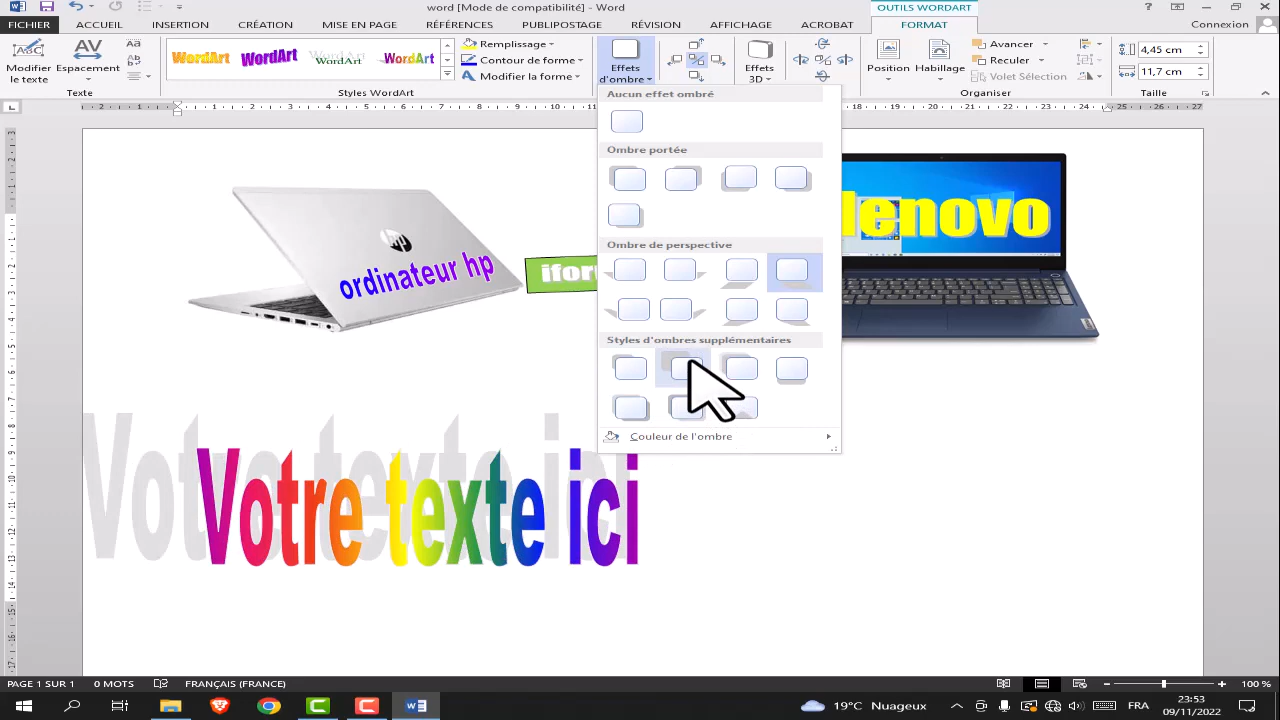 word [Mode de compatibilité] - Word
OUTILS WORDART
FICHIER ACCUEIL INSERTION CRÉATION MISE EN PAGE RÉFÉRENCES PUBLIPOSTAGE RÉVISION AFFICHAGE ACROBAT FORMAT Connexion
Modifier le texte
Espacement
Aa
Texte
WordArt WordArt WordArt WordArt
Remplissage
Contour de forme
Modifier la forme
Styles WordArt
Effets d'ombre
Effets 3D
Position
Habillage
Avancer
Reculer
Volet Sélection
Organiser
4,45 cm
11,7 cm
Taille
Aucun effet ombré
Ombre portée
Ombre de perspective
Styles d'ombres supplémentaires
Couleur de l'ombre
hp
ordinateur hp
ifor
lenovo
Votre texte ici
PAGE 1 SUR 1 0 MOTS FRANÇAIS (FRANCE) 100 %
19°C Nuageux FR 23:53
09/11/2022